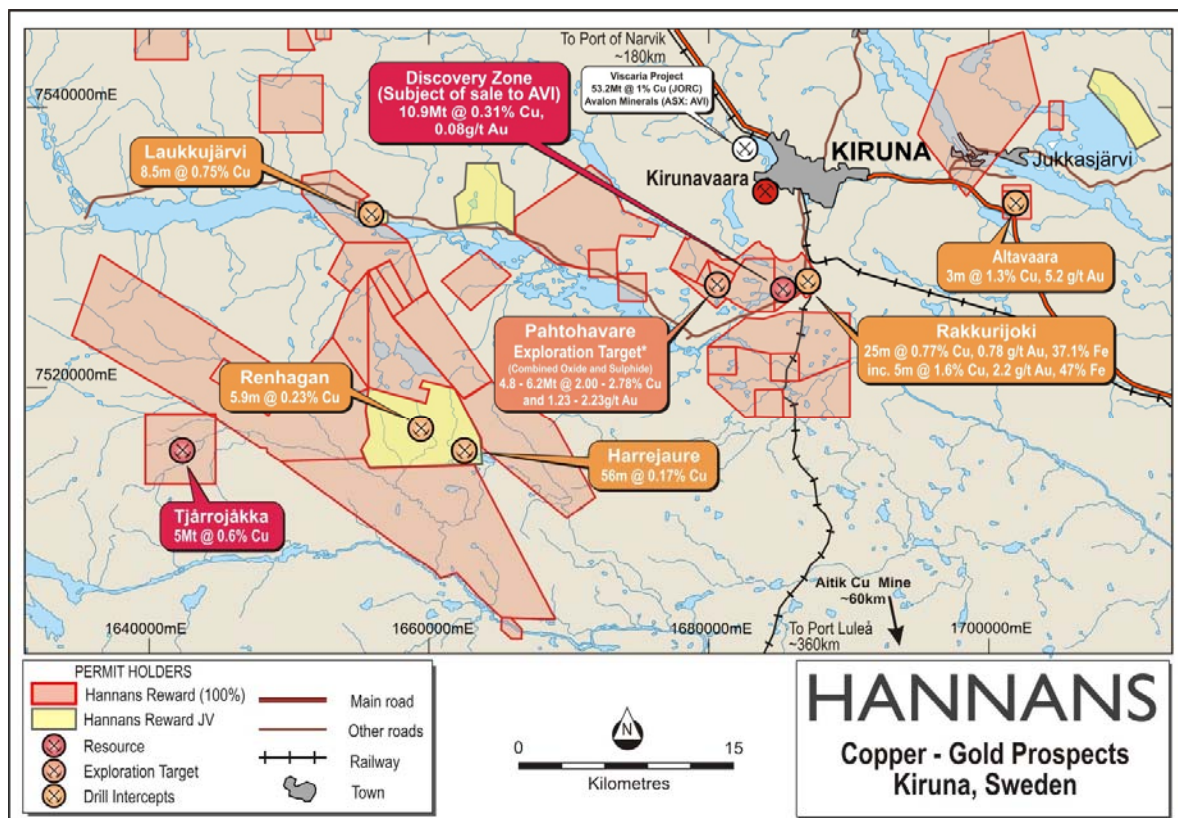 To Port of Narvik
~180km
Discovery Zone
(Subject of sale to AVI)
10.9Mt @ 0.31% Cu,
0.08g/t Au
Viscaria Project
53.2Mt @ 1% Cu (JORC)
Avalon Minerals (ASX: AVI)
7540000mE
Laukkujärvi
8.5m @ 0.75% Cu
KIRUNA
Kirunavaara
Jukkasjärvi
Altavaara
3m @ 1.3% Cu, 5.2 g/t Au
Pahtohavare
Exploration Target*
(Combined Oxide and Sulphide)
4.8 - 6.2Mt @ 2.00 - 2.78% Cu
and 1.23 - 2.23g/t Au
Rakkurijoki
25m @ 0.77% Cu, 0.78 g/t Au, 37.1% Fe
inc. 5m @ 1.6% Cu, 2.2 g/t Au, 47% Fe
7520000mE
Renhagan
5.9m @ 0.23% Cu
Harrejaure
56m @ 0.17% Cu
Tjårrojåkka
5Mt @ 0.6% Cu
Aitik Cu Mine
~60km
1640000mE
1660000mE
1680000mE
1700000mE
To Port Luleå
~360km
PERMIT HOLDERS
Hannans Reward (100%)
Hannans Reward JV
Resource
Exploration Target
Drill Intercepts
Main road
Other roads
Railway
Town
N
0
15
Kilometres
HANNANS
Copper - Gold Prospects
Kiruna, Sweden